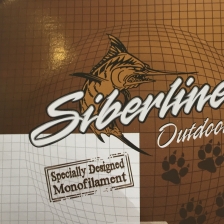 Siberline
Outdoo
Specially Designed
Monofilament